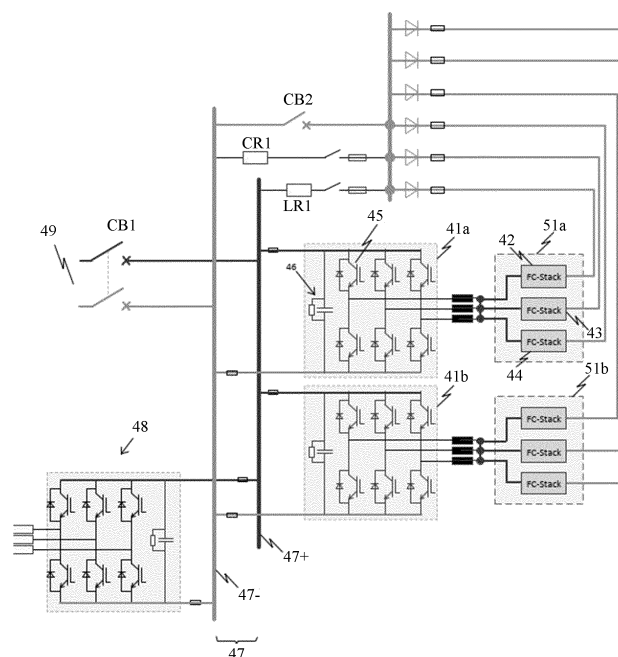 CB2
CR1
LR1
49
CB1
45
41a
46
42
51a
FC-Stack
FC-Stack
43
FC-Stack
44
41b
51b
FC-Stack
FC-Stack
FC-Stack
48
47+
47-
47